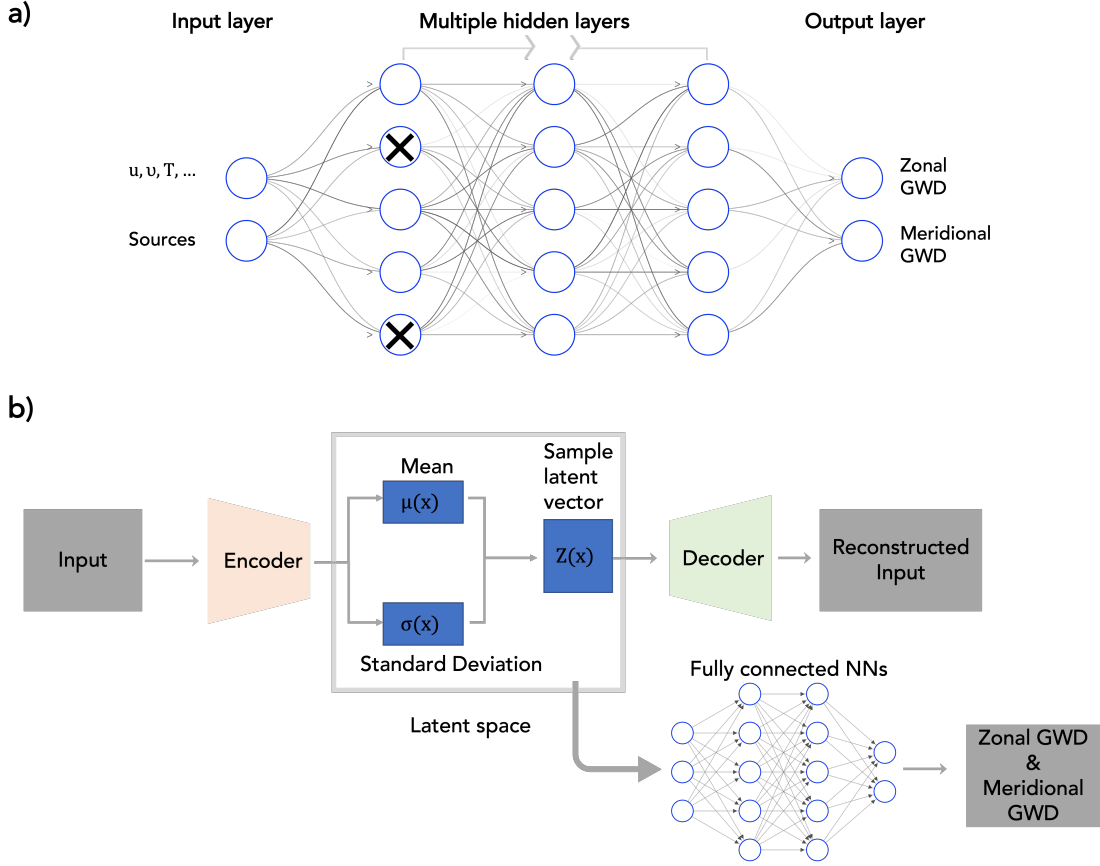 a)
Input layer
Multiple hidden layers
Output layer
u, υ, T, ...
Sources
Zonal
GWD
Meridional
GWD
b)
Input
Encoder
Mean
μ(x)
σ(x)
Standard Deviation
Sample
latent
vector
Z(x)
Decoder
Reconstructed
Input
Latent space
Fully connected NNs
Zonal GWD
&
Meridional
GWD